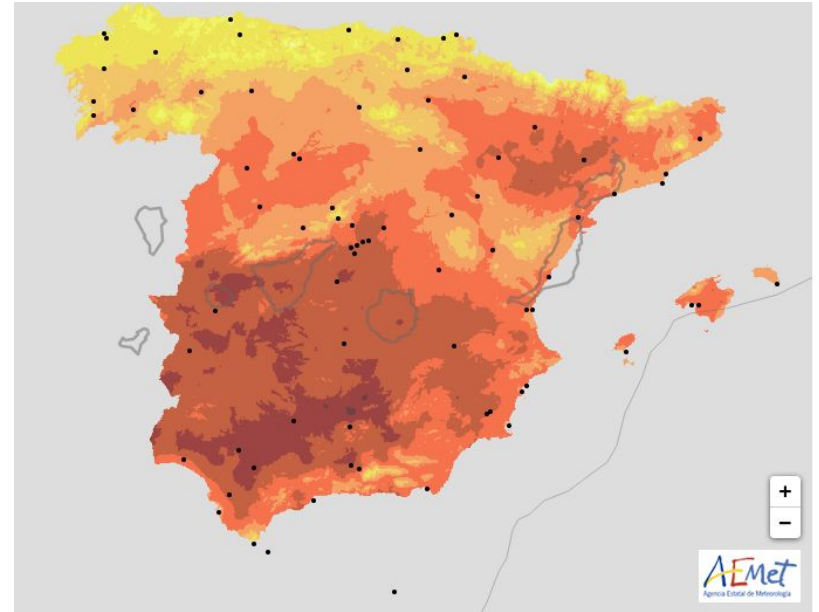 +
−
AEMet
Agencia Estatal de Meteorología